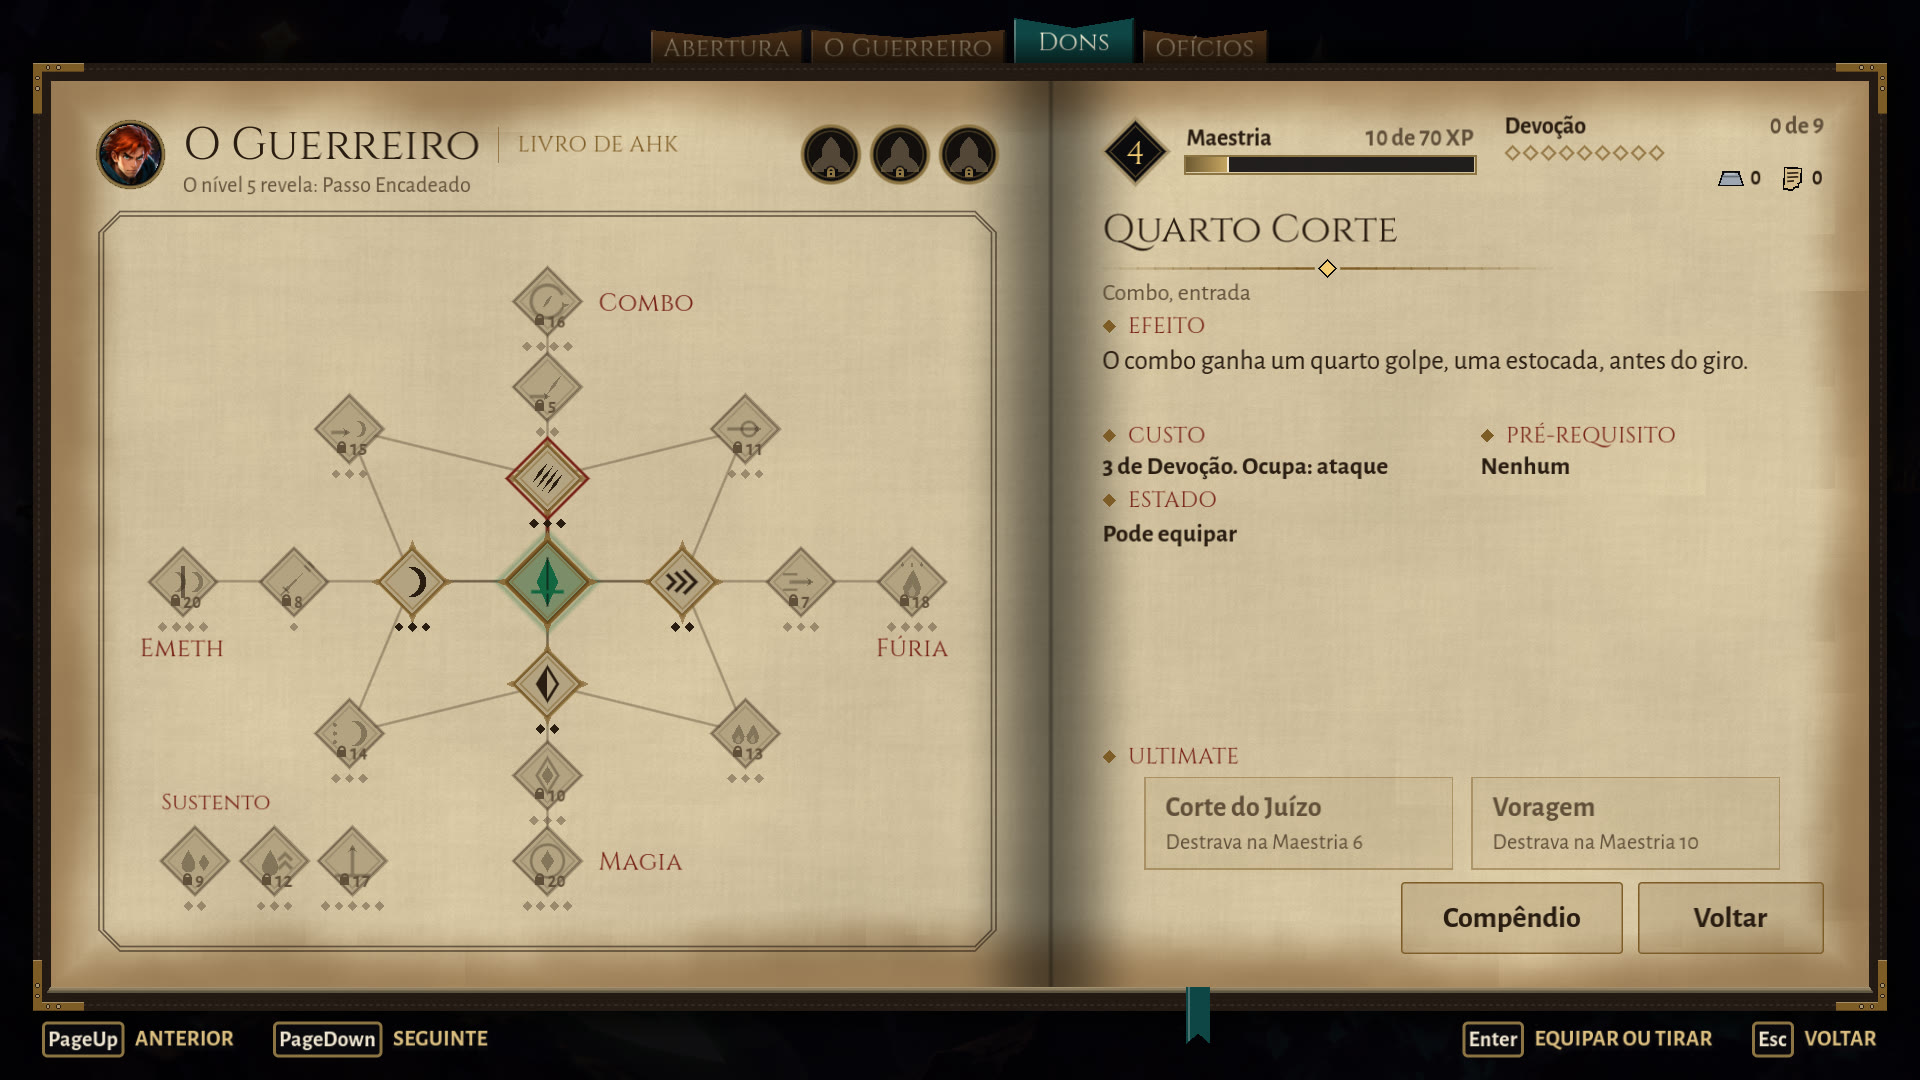 ABERTURA
O GUERREIRO
DONS
OFÍCIOS
O GUERREIRO
LIVRO DE AHK
O nível 5 revela: Passo Encadeado
4
Maestria
10 de 70 XP
Devoção
0 de 9
0
0
QUARTO CORTE
Combo, entrada
EFEITO
O combo ganha um quarto golpe, uma estocada, antes do giro.
CUSTO
3 de Devoção. Ocupa: ataque
PRÉ-REQUISITO
Nenhum
ESTADO
Pode equipar
ULTIMATE
Corte do Juízo
Destrava na Maestria 6
Voragem
Destrava na Maestria 10
Compêndio
Voltar
COMBO
16
5
15
11
20
8
7
18
EMETH
FÚRIA
14
13
10
SUSTENTO
9
12
17
20
MAGIA
PageUp ANTERIOR
PageDown SEGUINTE
Enter EQUIPAR OU TIRAR
Esc VOLTAR